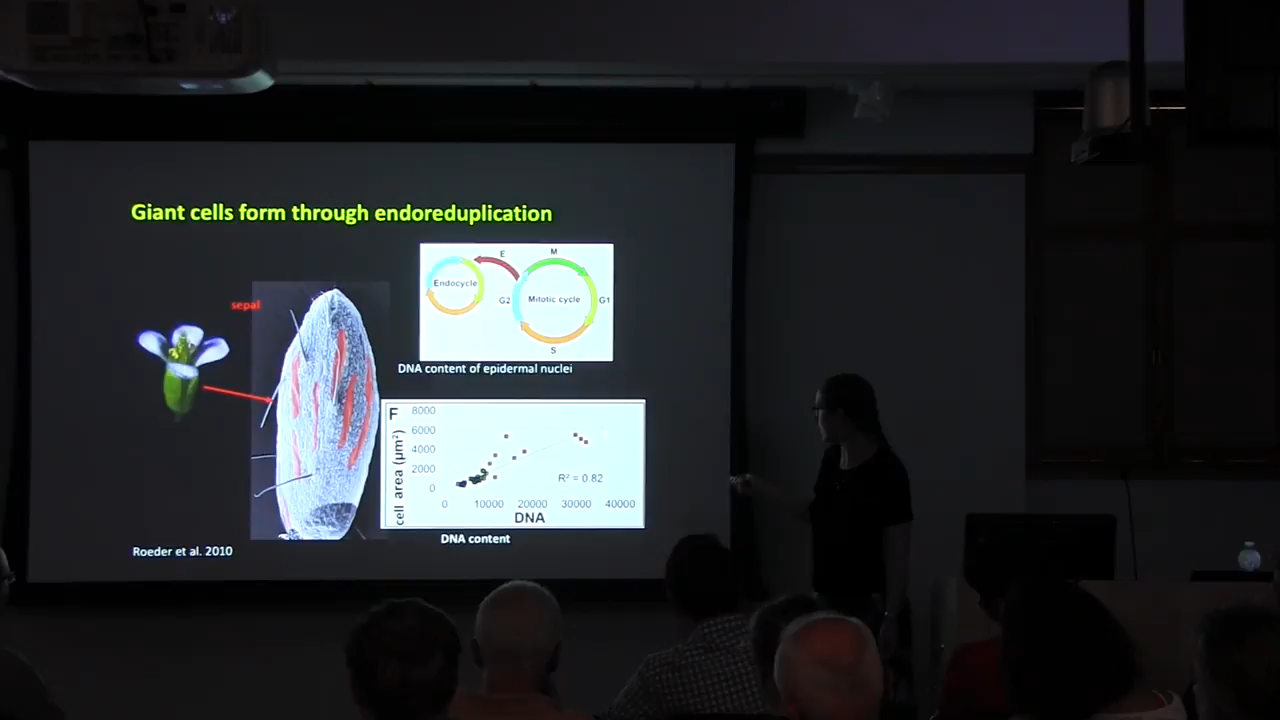 Giant cells form through endoreduplication
sepal
E
M
Endocycle
G2
Mitotic cycle
G1
S
DNA content of epidermal nuclei
F
8000
6000
4000
2000
0
cell area (µm²)
R² = 0.82
0 10000 20000 30000 40000
DNA
DNA content
Roeder et al. 2010